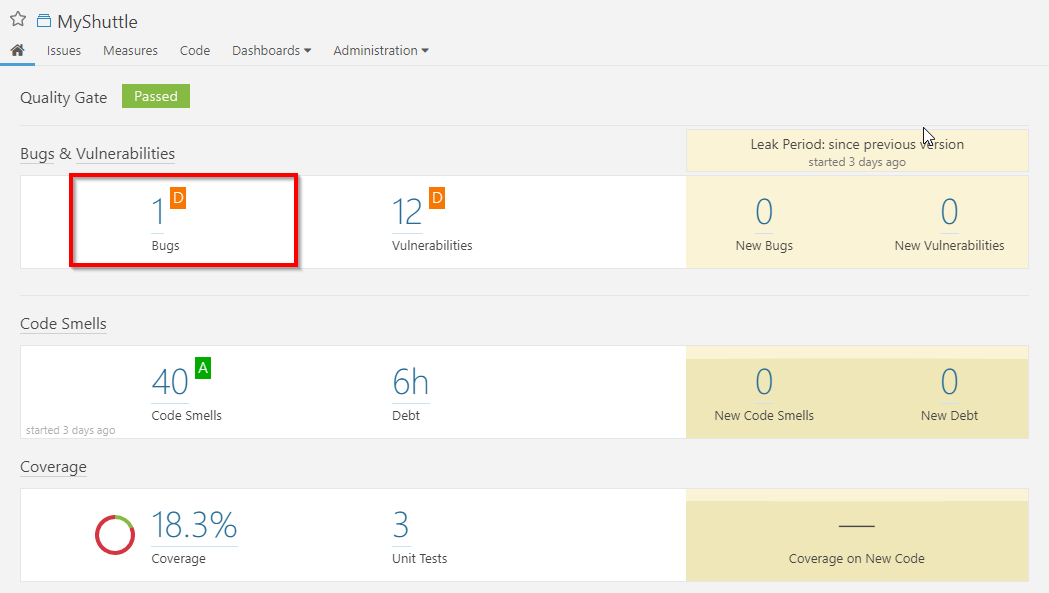 MyShuttle
Issues Measures Code Dashboards Administration
Quality Gate Passed
Bugs & Vulnerabilities
Leak Period: since previous version
started 3 days ago
1 D 12 D 0 0
Bugs Vulnerabilities New Bugs New Vulnerabilities
Code Smells
40 A 6h 0 0
Code Smells Debt New Code Smells New Debt
started 3 days ago
Coverage
18.3% 3 —
Coverage Unit Tests Coverage on New Code